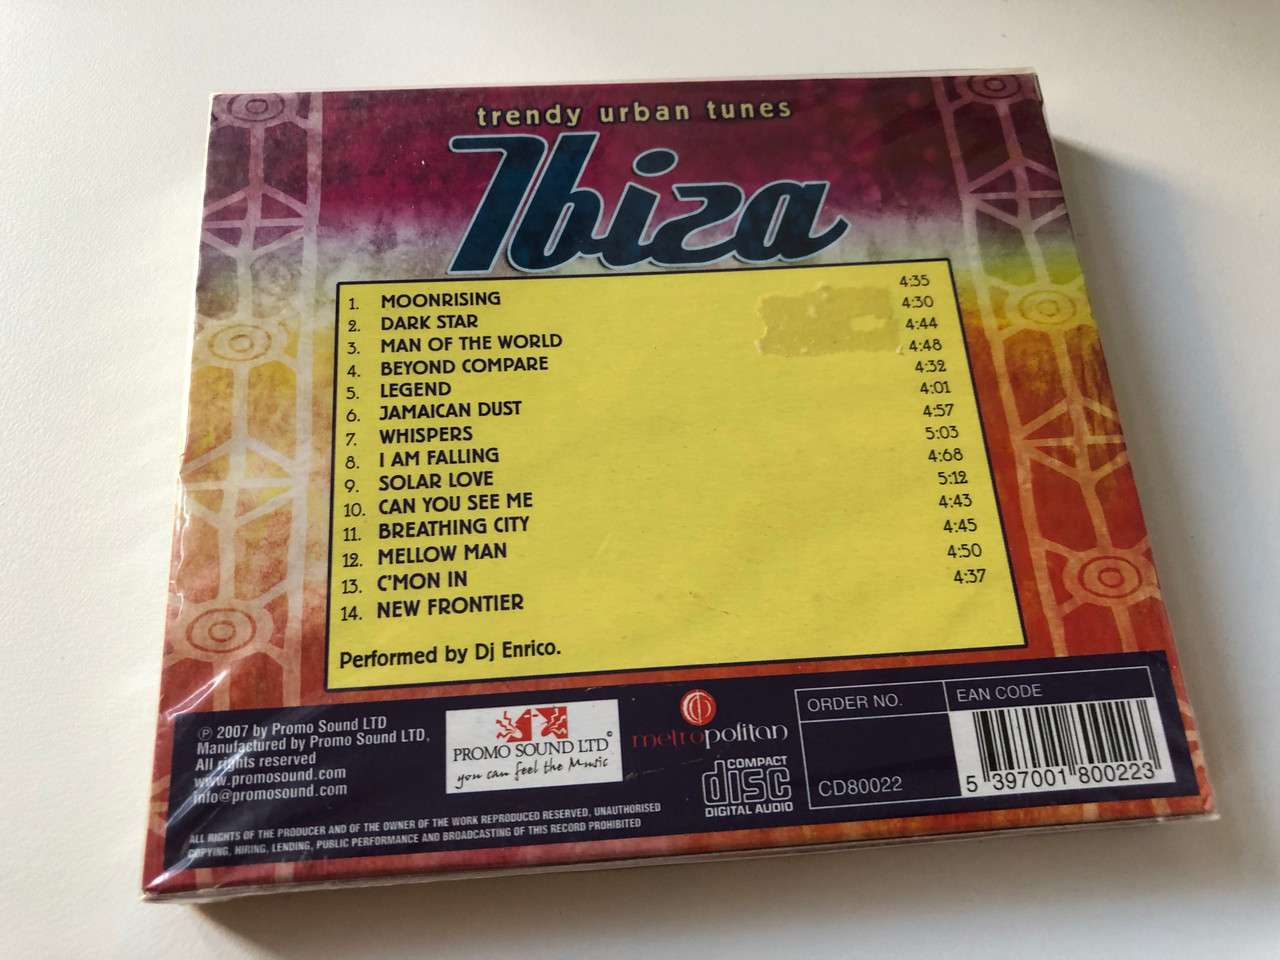 trendy urban tunes
Ibiza
1. MOONRISING 4:35
2. DARK STAR 4:30
3. MAN OF THE WORLD 4:44
4. BEYOND COMPARE 4:48
5. LEGEND 4:32
6. JAMAICAN DUST 4:01
7. WHISPERS 4:57
8. I AM FALLING 5:03
9. SOLAR LOVE 4:68
10. CAN YOU SEE ME 5:12
11. BREATHING CITY 4:43
12. MELLOW MAN 4:45
13. C'MON IN 4:50
14. NEW FRONTIER 4:37
Performed by Dj Enrico.
℗ 2007 by Promo Sound LTD
Manufactured by Promo Sound LTD,
All rights reserved
www.promosound.com
info@promosound.com
PROMO SOUND LTD©
you can feel the Music
metropolitan
COMPACT
disc
DIGITAL AUDIO
ORDER NO.
CD80022
EAN CODE
5 397001 800223
ALL RIGHTS OF THE PRODUCER AND OF THE OWNER OF THE WORK REPRODUCED RESERVED, UNAUTHORISED
COPYING, HIRING, LENDING, PUBLIC PERFORMANCE AND BROADCASTING OF THIS RECORD PROHIBITED